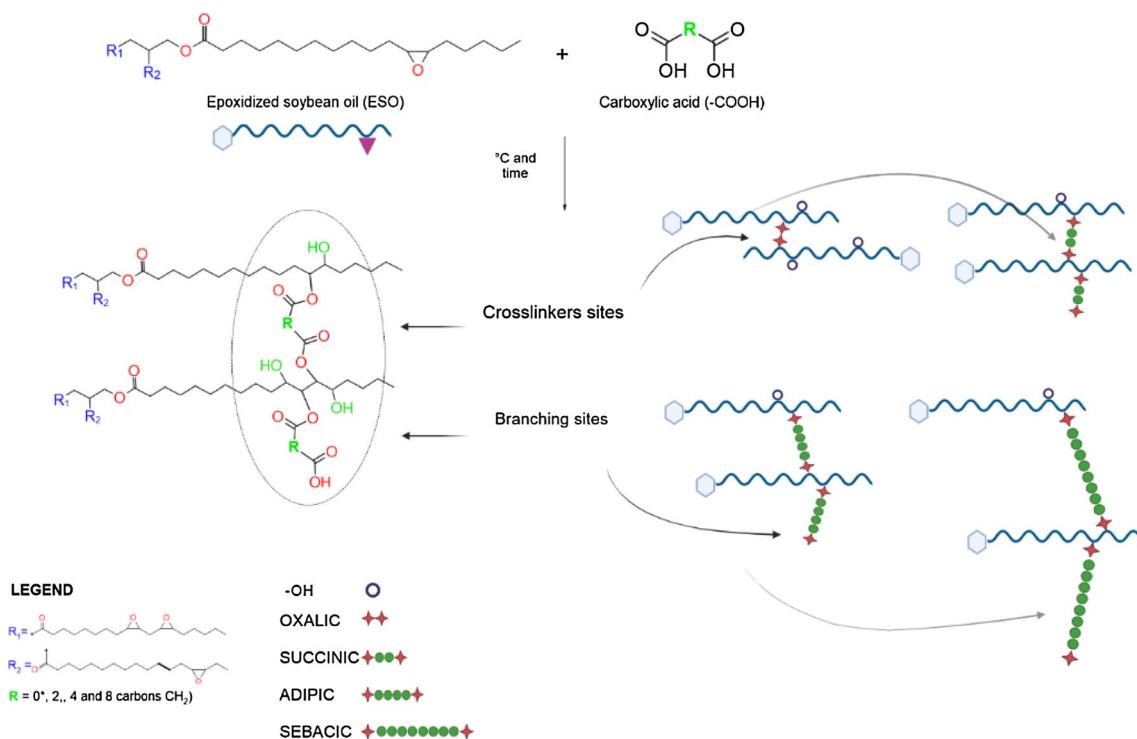 O
O
R₁
R₂
O
+
O
R
O
OH
OH
Epoxidized soybean oil (ESO)
Carboxylic acid (-COOH)
°C and
time
O
HO
R₁
O
R₂
O
O
R
O
Crosslinkers sites
O
HO
O
R₁
O
R₂
OH
O
O
R
O
OH
Branching sites
LEGEND
R₁=
O
O
O
R₂=
O
O
R = 0*, 2,, 4 and 8 carbons CH₂)
-OH
OXALIC
SUCCINIC
ADIPIC
SEBACIC